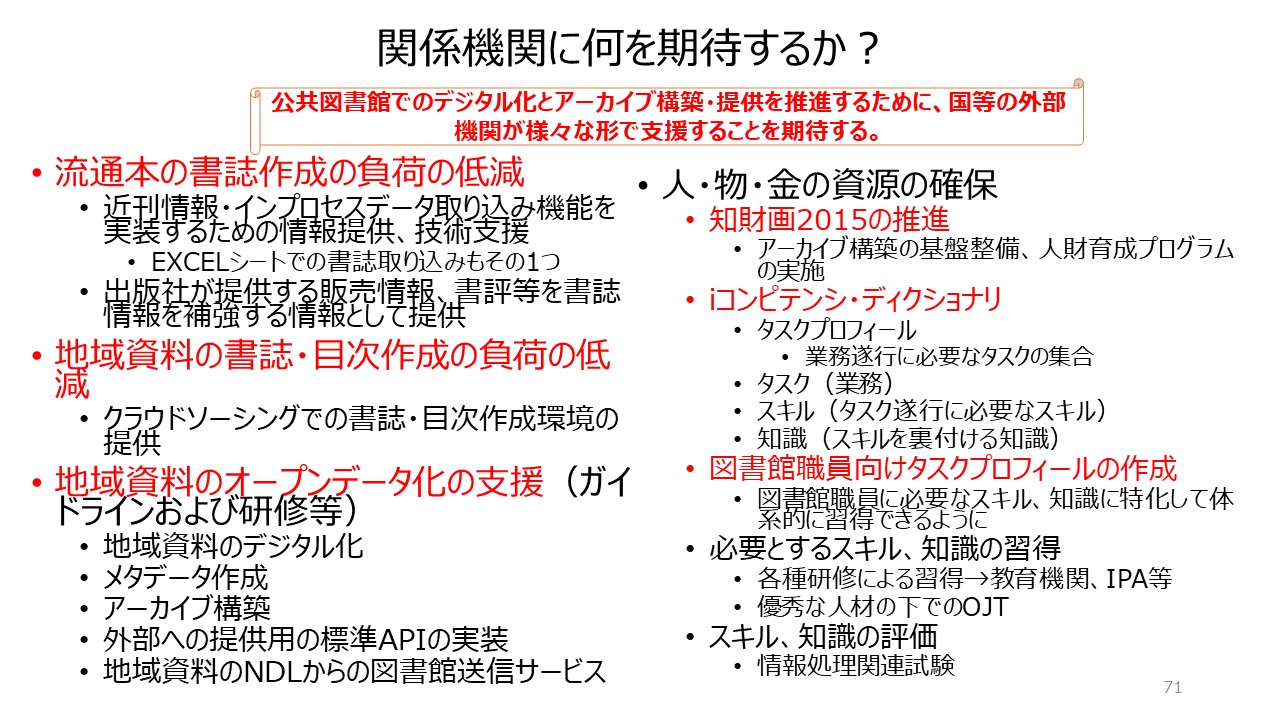 関係機関に何を期待するか？
公共図書館でのデジタル化とアーカイブ構築・提供を推進するために、国等の外部
機関が様々な形で支援することを期待する。
• 流通本の書誌作成の負荷の低減
• 近刊情報・インプロセスデータ取り込み機能を
実装するための情報提供、技術支援
• EXCELシートでの書誌取り込みもその1つ
• 出版社が提供する販売情報、書評等を書誌
情報を補強する情報として提供
• 地域資料の書誌・目次作成の負荷の低
減
• クラウドソーシングでの書誌・目次作成環境の
提供
• 地域資料のオープンデータ化の支援（ガイ
ドラインおよび研修等）
• 地域資料のデジタル化
• メタデータ作成
• アーカイブ構築
• 外部への提供用の標準APIの実装
• 地域資料のNDLからの図書館送信サービス
• 人・物・金の資源の確保
• 知財画2015の推進
• アーカイブ構築の基盤整備、人財育成プログラム
の実施
• iコンピテンシ・ディクショナリ
• タスクプロフィール
• 業務遂行に必要なタスクの集合
• タスク（業務）
• スキル（タスク遂行に必要なスキル）
• 知識（スキルを裏付ける知識）
• 図書館職員向けタスクプロフィールの作成
• 図書館職員に必要なスキル、知識に特化して体
系的に習得できるように
• 必要とするスキル、知識の習得
• 各種研修による習得→教育機関、IPA等
• 優秀な人材の下でのOJT
• スキル、知識の評価
• 情報処理関連試験
71